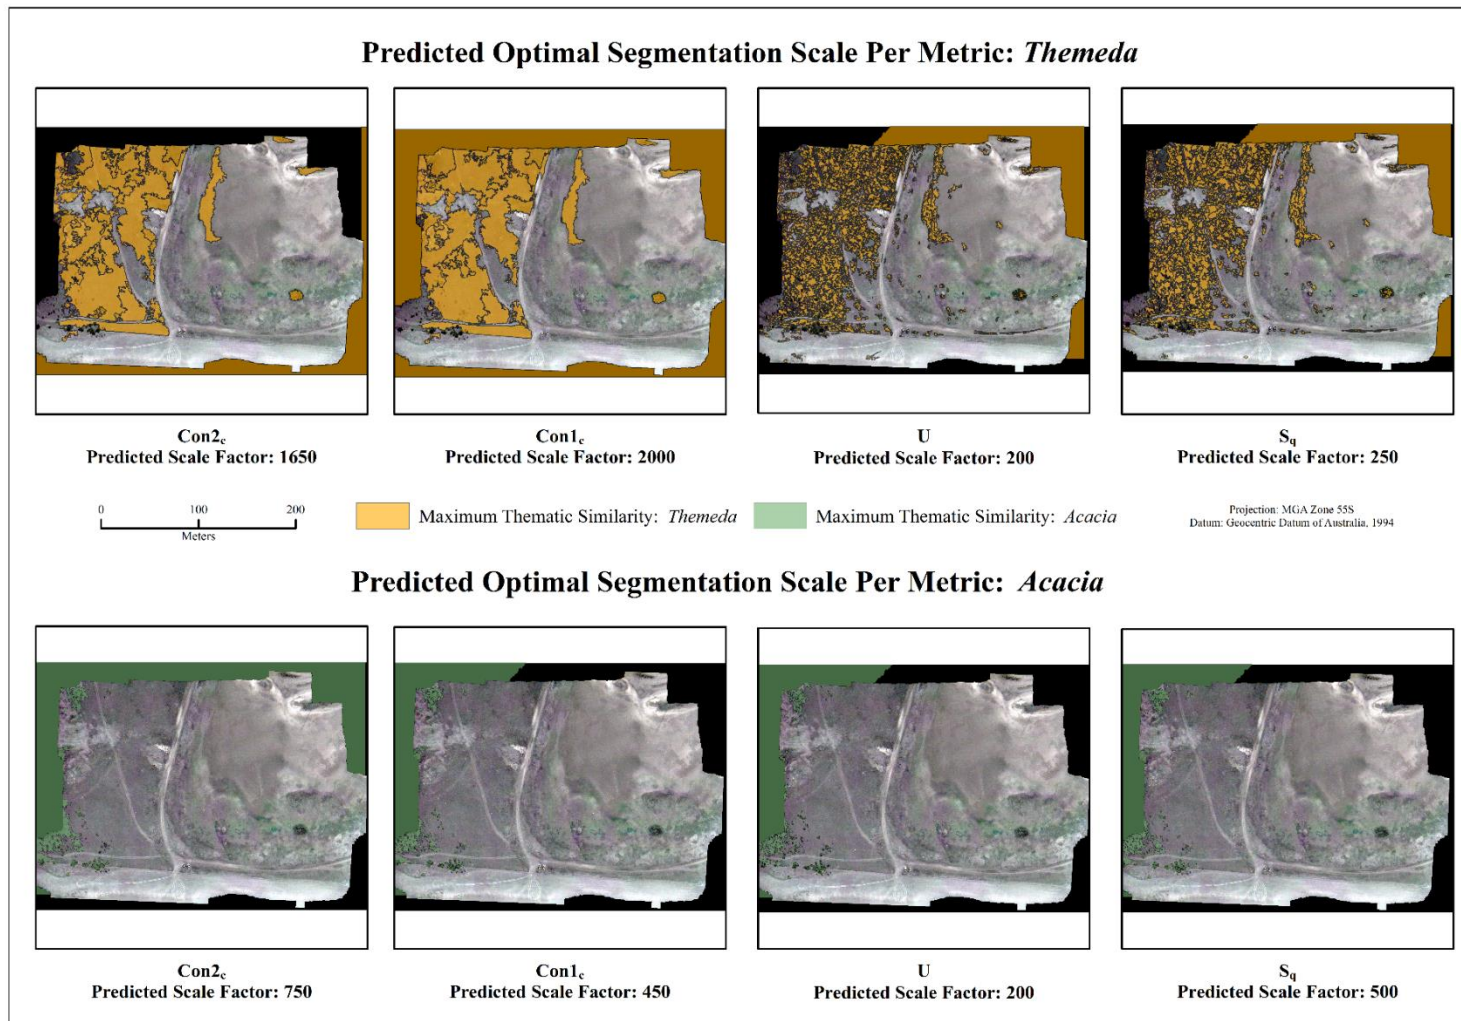 Predicted Optimal Segmentation Scale Per Metric: Themeda
Con2c
Predicted Scale Factor: 1650
Con1c
Predicted Scale Factor: 2000
U
Predicted Scale Factor: 200
Sq
Predicted Scale Factor: 250
0 100 200
Meters
Maximum Thematic Similarity: Themeda
Maximum Thematic Similarity: Acacia
Projection: MGA Zone 55S
Datum: Geocentric Datum of Australia, 1994
Predicted Optimal Segmentation Scale Per Metric: Acacia
Con2c
Predicted Scale Factor: 750
Con1c
Predicted Scale Factor: 450
U
Predicted Scale Factor: 200
Sq
Predicted Scale Factor: 500